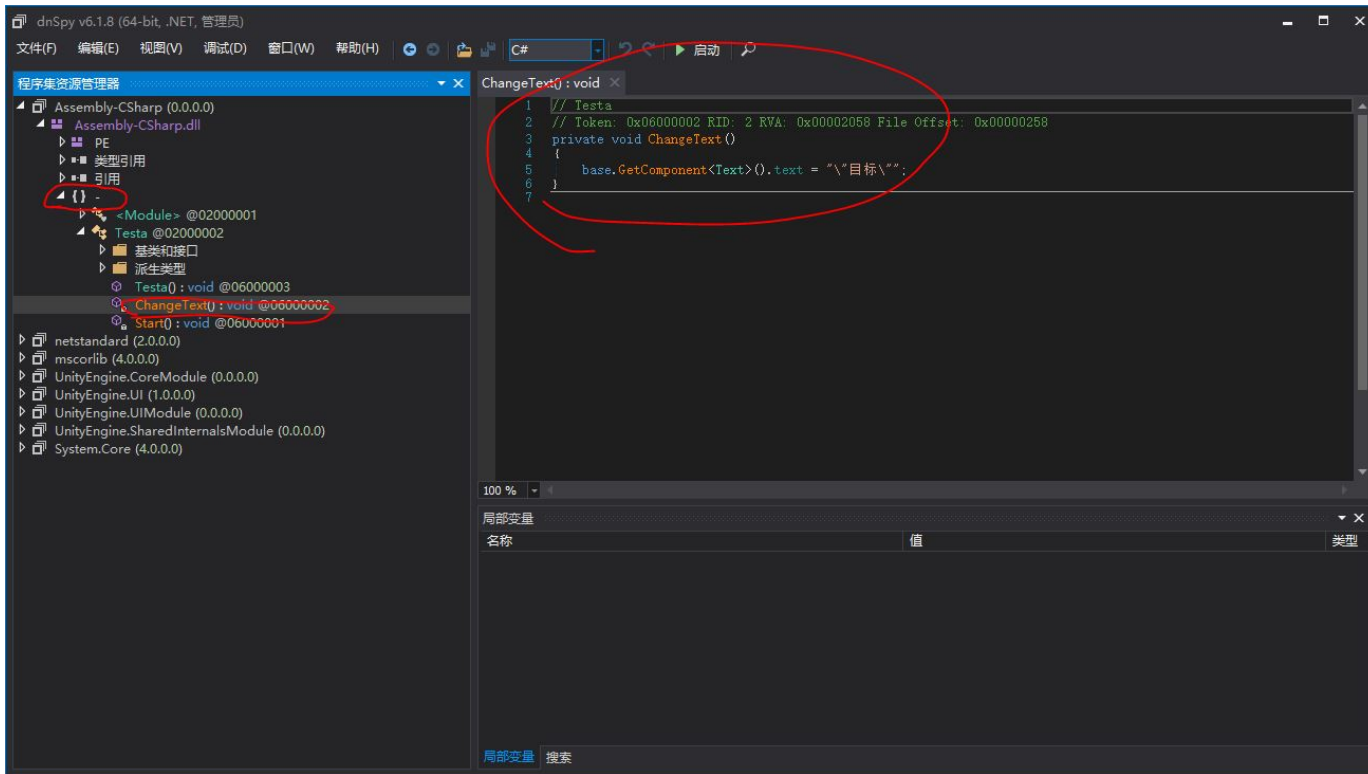 dnSpy v6.1.8 (64-bit, .NET, 管理员)
文件(F) 编辑(E) 视图(V) 调试(D) 窗口(W) 帮助(H) C# 启动
程序集资源管理器
Assembly-CSharp (0.0.0.0)
Assembly-CSharp.dll
PE
类型引用
引用
{} -
<Module> @02000001
Testa @02000002
基类和接口
派生类型
Testa() : void @06000003
ChangeText() : void @06000002
Start() : void @06000001
netstandard (2.0.0.0)
mscorlib (4.0.0.0)
UnityEngine.CoreModule (0.0.0.0)
UnityEngine.UI (1.0.0.0)
UnityEngine.UIModule (0.0.0.0)
UnityEngine.SharedInternalsModule (0.0.0.0)
System.Core (4.0.0.0)
ChangeText() : void
1 // Testa
2 // Token: 0x06000002 RID: 2 RVA: 0x00002058 File Offset: 0x00000258
3 private void ChangeText()
4 {
5 base.GetComponent<Text>().text = "\"目标\"";
6 }
7
100 %
局部变量
名称 值 类型
局部变量 搜索